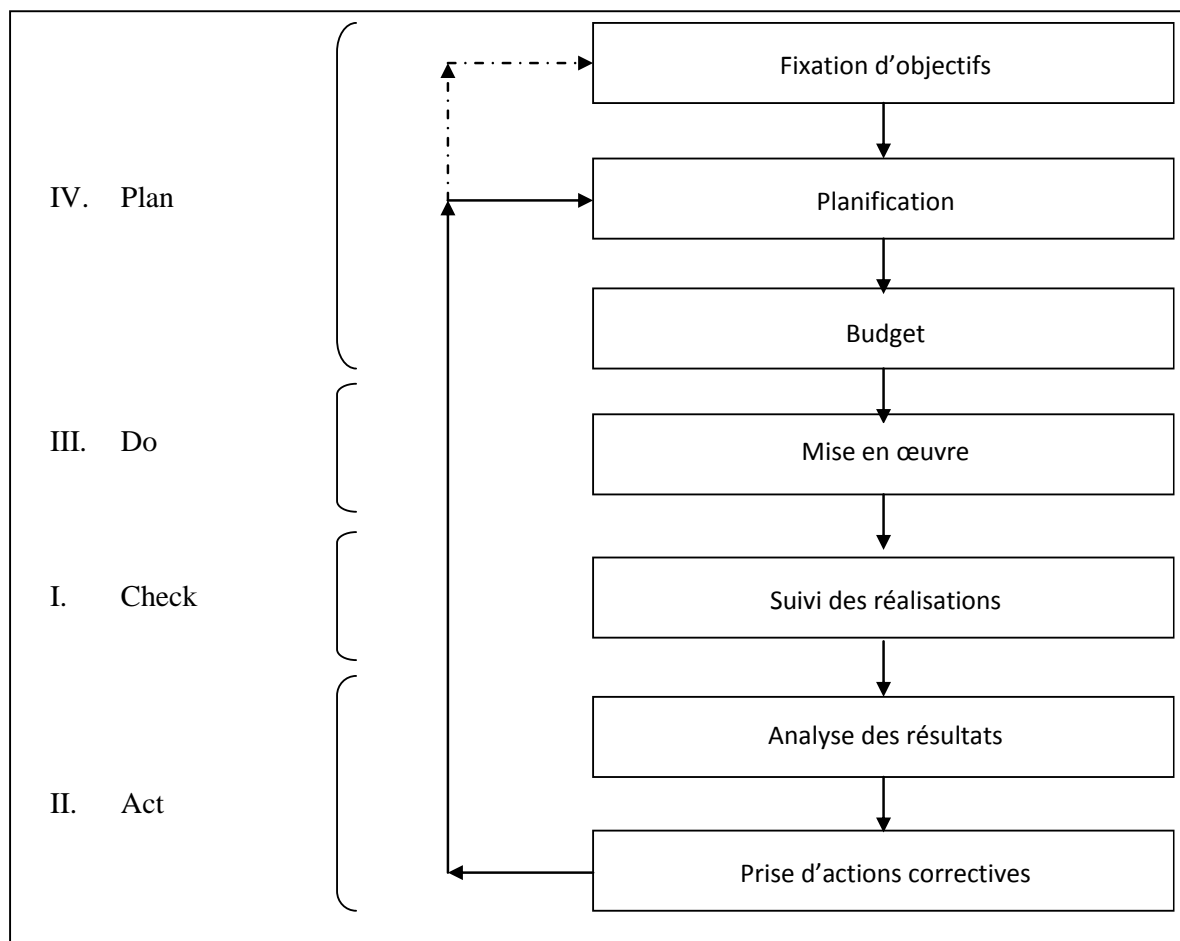 Fixation d’objectifs
IV. Plan
Planification
Budget
III. Do
Mise en œuvre
I. Check
Suivi des réalisations
Analyse des résultats
II. Act
Prise d’actions correctives